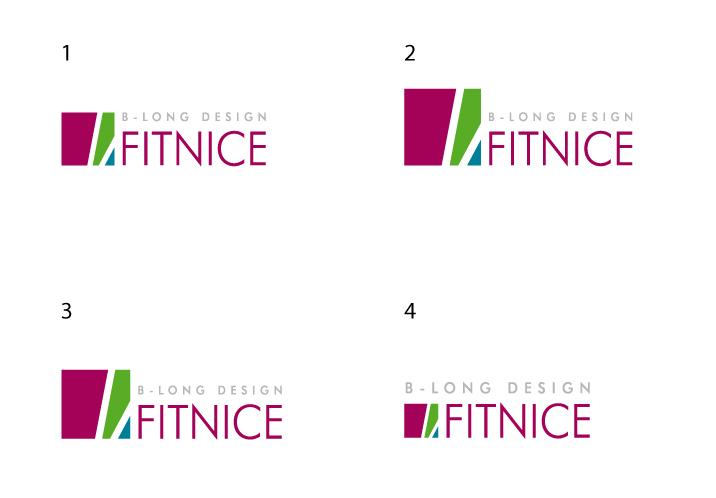 1
B-LONG DESIGN
FITNICE
2
B-LONG DESIGN
FITNICE
3
B-LONG DESIGN
FITNICE
4
B-LONG DESIGN
FITNICE